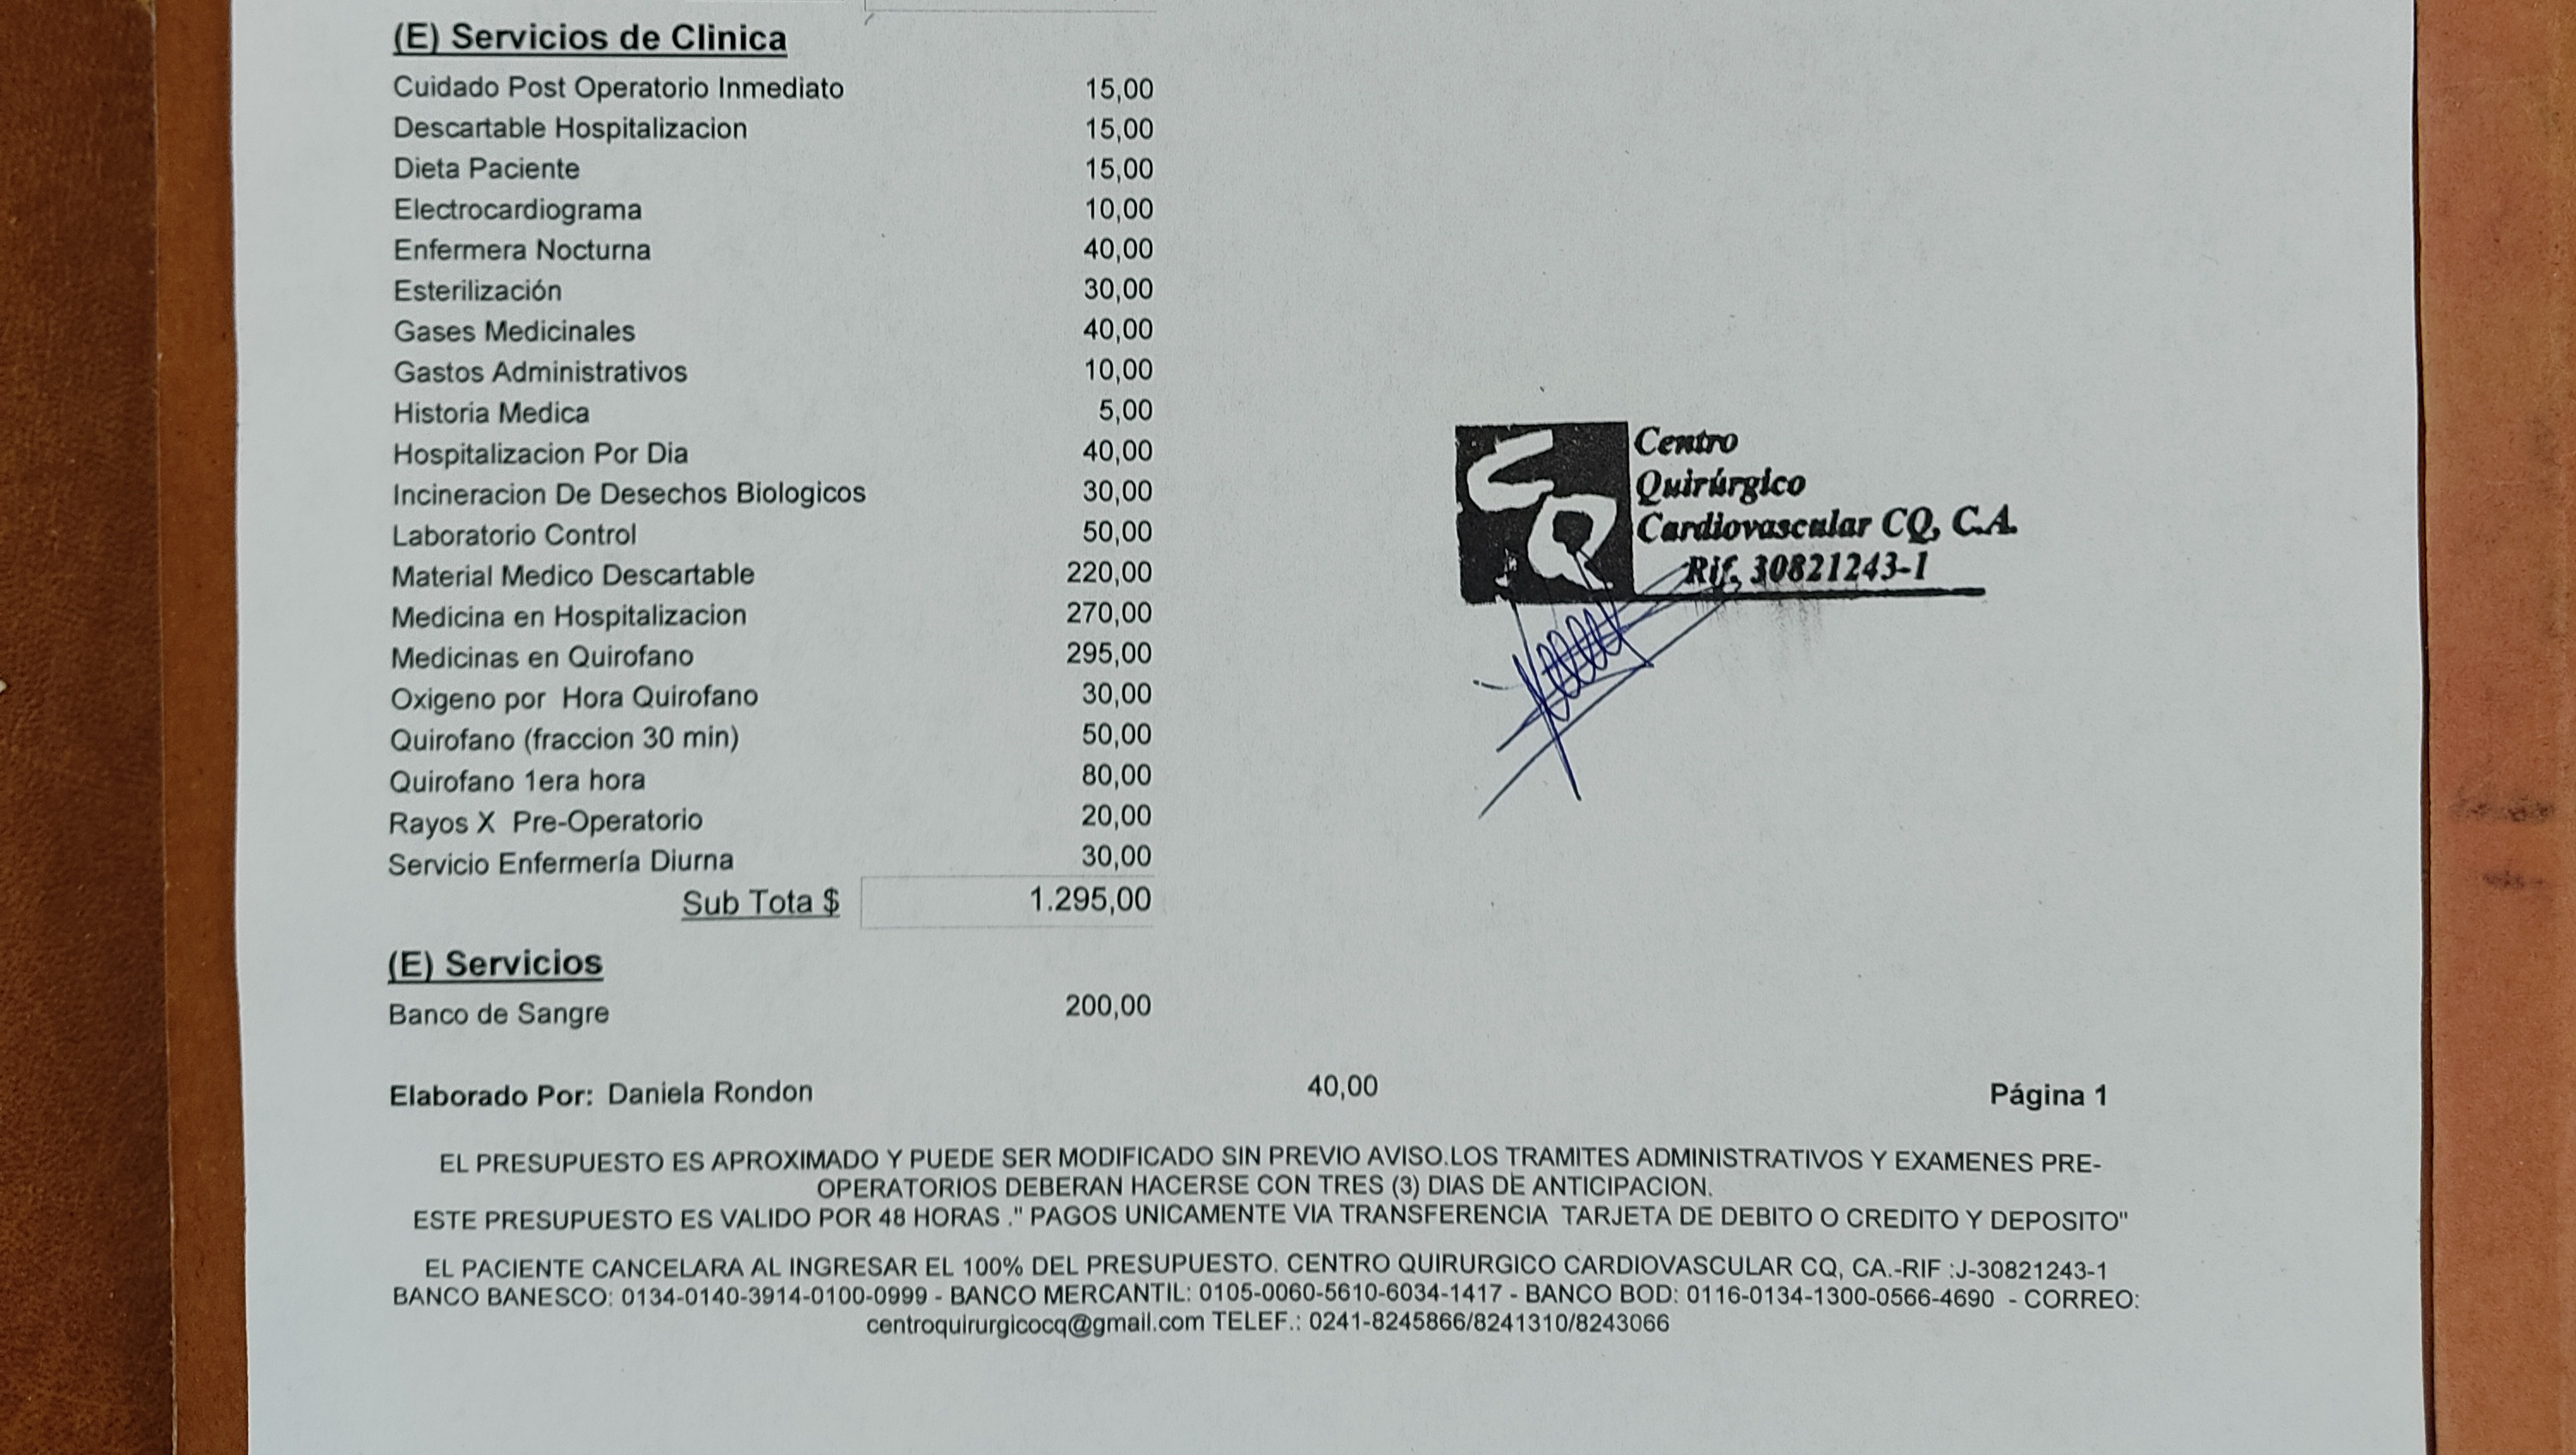 (E) Servicios de Clinica
Cuidado Post Operatorio Inmediato 15,00
Descartable Hospitalizacion 15,00
Dieta Paciente 15,00
Electrocardiograma 10,00
Enfermera Nocturna 40,00
Esterilización 30,00
Gases Medicinales 40,00
Gastos Administrativos 10,00
Historia Medica 5,00
Hospitalizacion Por Dia 40,00
Incineracion De Desechos Biologicos 30,00
Laboratorio Control 50,00
Material Medico Descartable 220,00
Medicina en Hospitalizacion 270,00
Medicinas en Quirofano 295,00
Oxigeno por Hora Quirofano 30,00
Quirofano (fraccion 30 min) 50,00
Quirofano 1era hora 80,00
Rayos X Pre-Operatorio 20,00
Servicio Enfermería Diurna 30,00
Sub Tota $ 1.295,00
Centro
Quirúrgico
Cardiovascular CQ, C.A.
Rif. 30821243-1
(E) Servicios
Banco de Sangre 200,00
Elaborado Por: Daniela Rondon 40,00 Página 1
EL PRESUPUESTO ES APROXIMADO Y PUEDE SER MODIFICADO SIN PREVIO AVISO.LOS TRAMITES ADMINISTRATIVOS Y EXAMENES PRE-
OPERATORIOS DEBERAN HACERSE CON TRES (3) DIAS DE ANTICIPACION.
ESTE PRESUPUESTO ES VALIDO POR 48 HORAS ." PAGOS UNICAMENTE VIA TRANSFERENCIA TARJETA DE DEBITO O CREDITO Y DEPOSITO"
EL PACIENTE CANCELARA AL INGRESAR EL 100% DEL PRESUPUESTO. CENTRO QUIRURGICO CARDIOVASCULAR CQ, CA.-RIF :J-30821243-1
BANCO BANESCO: 0134-0140-3914-0100-0999 - BANCO MERCANTIL: 0105-0060-5610-6034-1417 - BANCO BOD: 0116-0134-1300-0566-4690 - CORREO:
centroquirurgicocq@gmail.com TELEF.: 0241-8245866/8241310/8243066